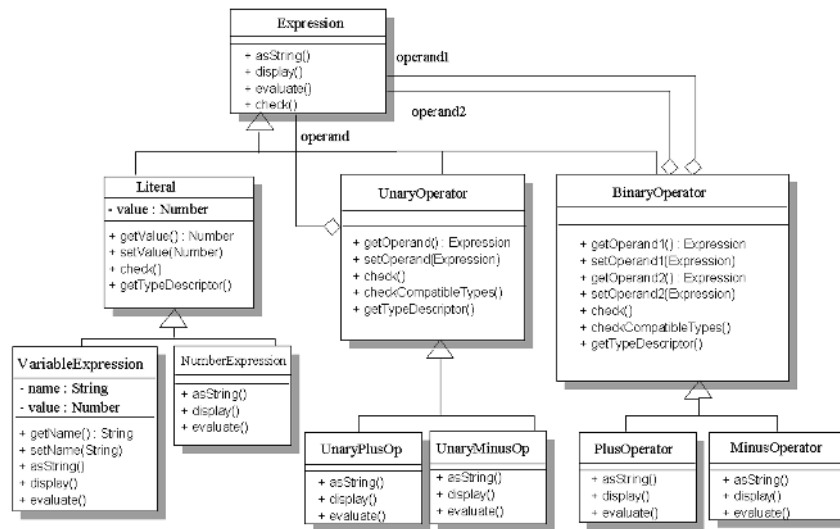 Expression
+ asString()
+ display()
+ evaluate()
+ check()
operand1
operand2
operand
Literal
- value : Number
+ getValue() : Number
+ setValue(Number)
+ check()
+ getTypeDescriptor()
UnaryOperator
+ getOperand() : Expression
+ setOperand(Expression)
+ check()
+ checkCompatibleTypes()
+ getTypeDescriptor()
BinaryOperator
+ getOperand1() : Expression
+ setOperand1(Expression)
+ getOperand2() : Expression
+ setOperand2(Expression)
+ check()
+ checkCompatibleTypes()
+ getTypeDescriptor()
VariableExpression
- name : String
- value : Number
+ getName() : String
+ setName(String)
+ asString()
+ display()
+ evaluate()
NumberExpression
+ asString()
+ display()
+ evaluate()
UnaryPlusOp
+ asString()
+ display()
+ evaluate()
UnaryMinusOp
+ asString()
+ display()
+ evaluate()
PlusOperator
+ asString()
+ display()
+ evaluate()
MinusOperator
+ asString()
+ display()
+ evaluate()